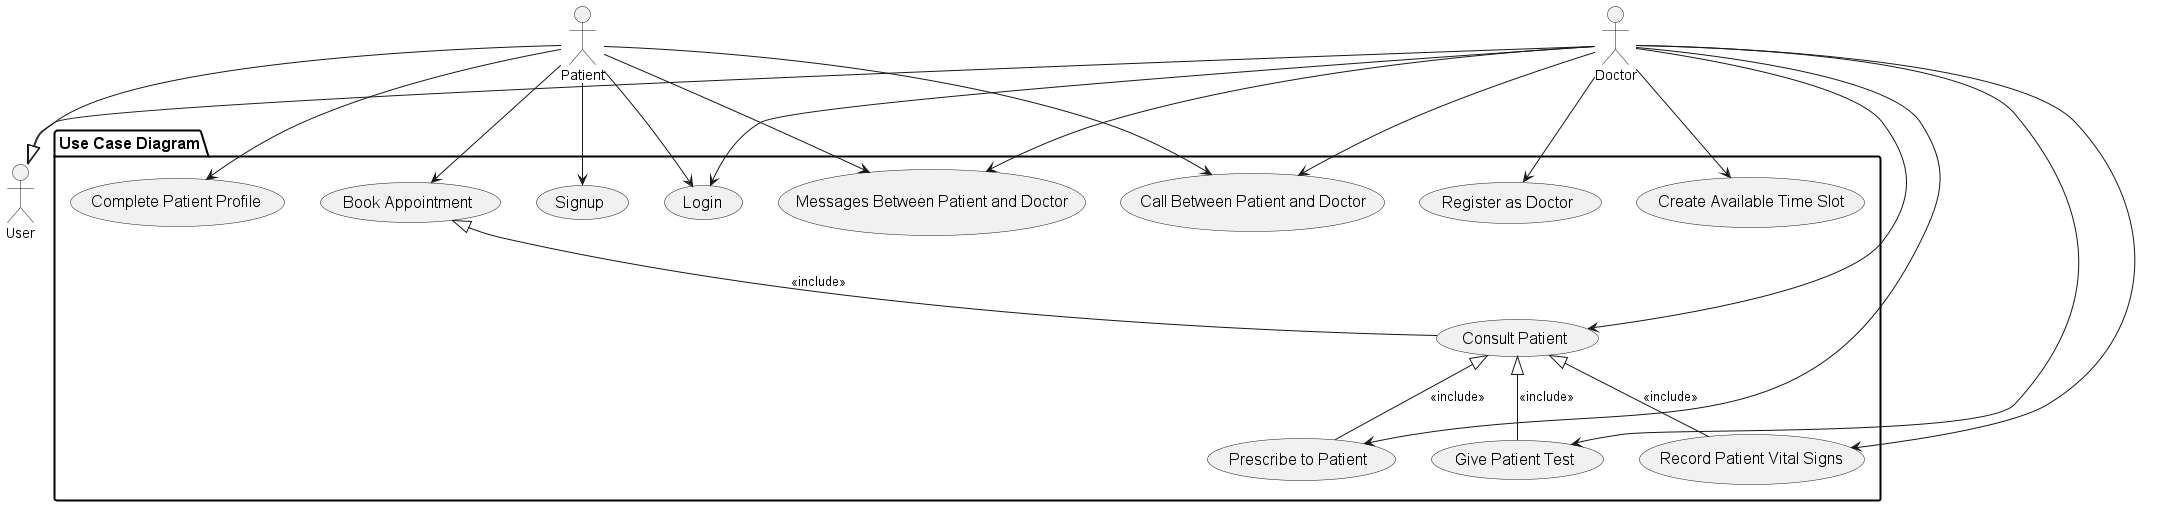 Patient
Doctor
Use Case Diagram
User
Complete Patient Profile
Book Appointment
Signup
Login
Messages Between Patient and Doctor
Call Between Patient and Doctor
Register as Doctor
Create Available Time Slot
«include»
Consult Patient
«include»
«include»
«include»
Prescribe to Patient
Give Patient Test
Record Patient Vital Signs